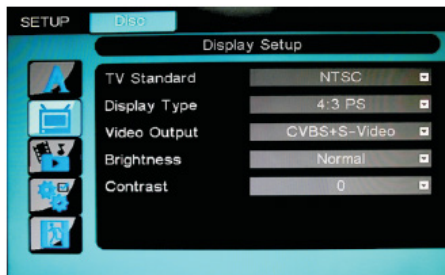 SETUP Disc
Display Setup
TV Standard NTSC
Display Type 4:3 PS
Video Output CVBS+S-Video
Brightness Normal
Contrast 0
A